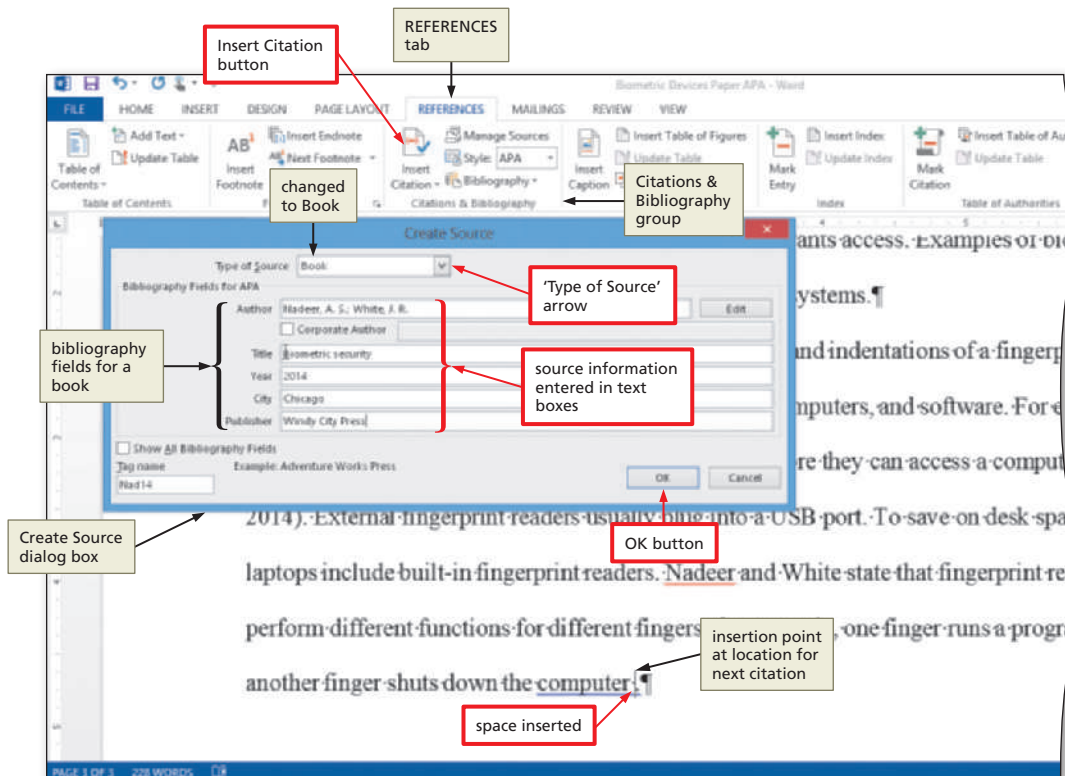 REFERENCES
tab
Insert Citation
button
Biometric Devices Paper APA - Word
FILE HOME INSERT DESIGN PAGE LAYOUT REFERENCES MAILINGS REVIEW VIEW
Table of
Contents
Add Text
Update Table
Table of Contents
AB¹
Insert
Footnote
Insert Endnote
Next Footnote
Insert
Citation
Manage Sources
Style: APA
Bibliography
Citations & Bibliography
Insert
Caption
Insert Table of Figures
Update Table
Mark
Entry
Insert Index
Update Index
Index
Mark
Citation
Insert Table of Au
Update Table
Table of Authorities
changed
to Book
Citations &
Bibliography
group
Create Source
Type of Source Book
'Type of Source'
arrow
Bibliography Fields for APA
Author Nadeer, A. S.; White, J. R. Edit
Corporate Author
Title Biometric security
Year 2014
City Chicago
Publisher Windy City Press
bibliography
fields for a
book
source information
entered in text
boxes
Show All Bibliography Fields
Tag name Example: Adventure Works Press
Nad14
OK Cancel
Create Source
dialog box
OK button
ants·access.·Examples·of·bio
ystems.¶
nd·indentations·of·a·fingerp
mputers,·and·software.·For·e
re·they·can·access·a·comput
2014).·External·fingerprint·readers·usually·plug·into·a·USB·port.·To·save·on·desk·spa
laptops·include·built-in·fingerprint·readers.·Nadeer·and·White·state·that·fingerprint·re
perform·different·functions·for·different·fingers ,·one·finger·runs·a·progra
another·finger·shuts·down·the·computer·.¶
insertion point
at location for
next citation
space inserted
PAGE 1 OF 3 228 WORDS